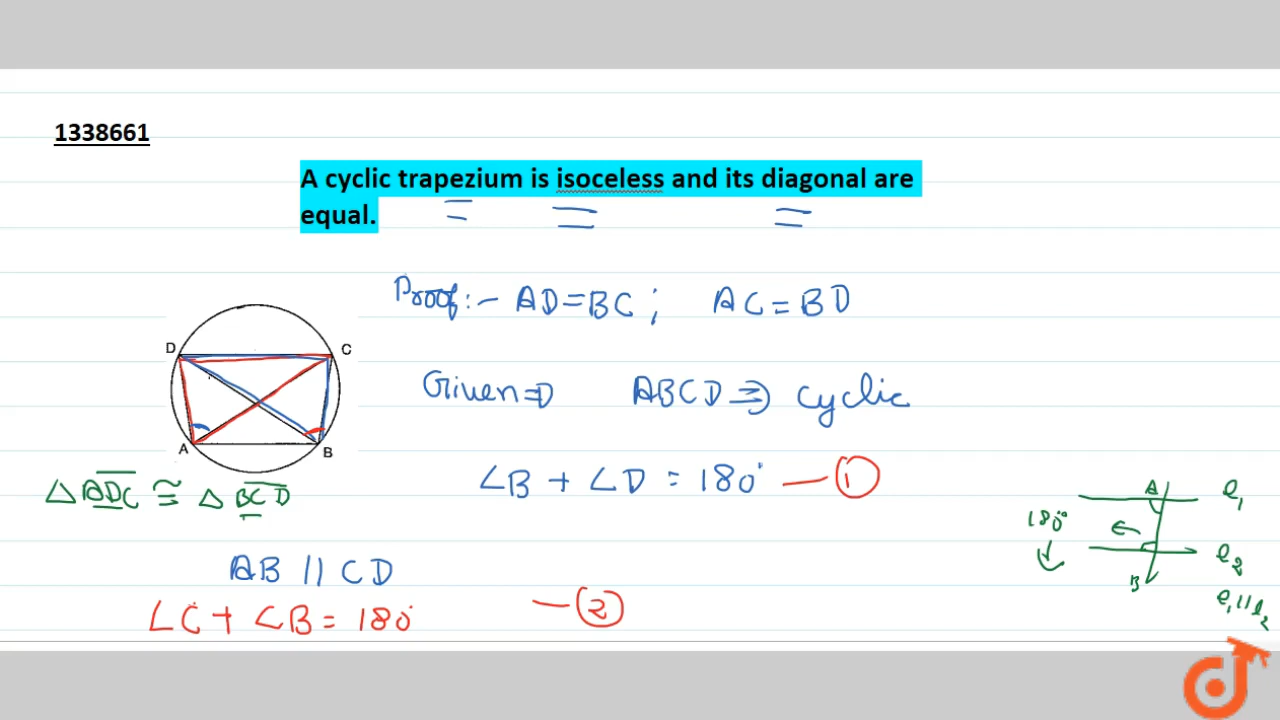 1338661
A cyclic trapezium is isoceless and its diagonal are
equal.
Proof:- AD=BC; AC=BD
D
C
A
B
Given⇒ ABCD⇒ cyclic
∠B + ∠D = 180° —①
△ADC ≅ △BCD
AB // CD
∠C + ∠B = 180° —②
A
l₁
180°
l₂
B
l₁//l₂